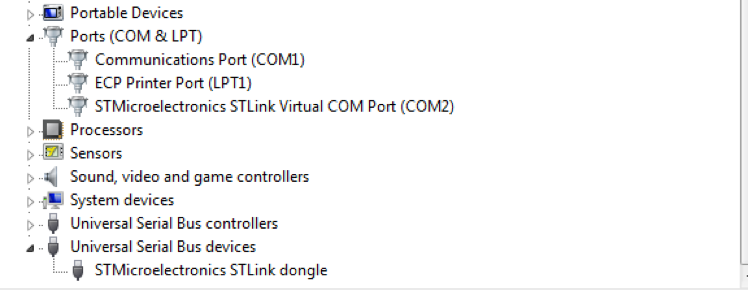 Portable Devices
Ports (COM & LPT)
Communications Port (COM1)
ECP Printer Port (LPT1)
STMicroelectronics STLink Virtual COM Port (COM2)
Processors
Sensors
Sound, video and game controllers
System devices
Universal Serial Bus controllers
Universal Serial Bus devices
STMicroelectronics STLink dongle